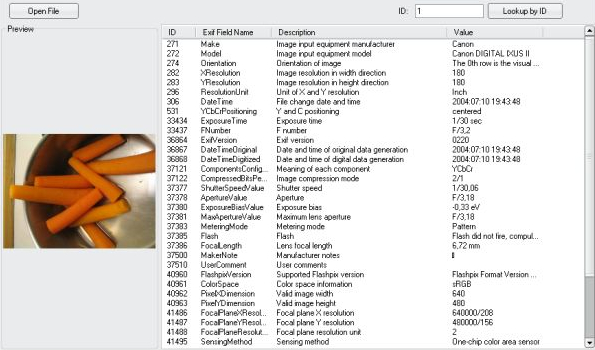 Open File ID: 1 Lookup by ID
Preview
ID Exif Field Name Description Value
271 Make Image input equipment manufacturer Canon
272 Model Image input equipment model Canon DIGITAL IXUS II
274 Orientation Orientation of image The 0th row is the visual ...
282 XResolution Image resolution in width direction 180
283 YResolution Image resolution in height direction 180
296 ResolutionUnit Unit of X and Y resolution Inch
306 DateTime File change date and time 2004:07:10 19:43:48
531 YCbCrPositioning Y and C positioning centered
33434 ExposureTime Exposure time 1/30 sec
33437 FNumber F number F/3,2
36864 ExifVersion Exif version 0220
36867 DateTimeOriginal Date and time of original data generation 2004:07:10 19:43:48
36868 DateTimeDigitized Date and time of digital data generation 2004:07:10 19:43:48
37121 ComponentsConfig... Meaning of each component YCbCr
37122 CompressedBitsPe... Image compression mode 2/1
37377 ShutterSpeedValue Shutter speed 1/30,06
37378 ApertureValue Aperture F/3,18
37380 ExposureBiasValue Exposure bias -0,33 eV
37381 MaxApertureValue Maximum lens aperture F/3,18
37383 MeteringMode Metering mode Pattern
37385 Flash Flash Flash did not fire, compul...
37386 FocalLength Lens focal length 6,72 mm
37500 MakerNote Manufacturer notes
37510 UserComment User comments
40960 FlashpixVersion Supported Flashpix version Flashpix Format Version ...
40961 ColorSpace Color space information sRGB
40962 PixelXDimension Valid image width 640
40963 PixelYDimension Valid image height 480
41486 FocalPlaneXResol... Focal plane X resolution 640000/208
41487 FocalPlaneYResol... Focal plane Y resolution 480000/156
41488 FocalPlaneResolut... Focal plane resolution unit 2
41495 SensingMethod Sensing method One-chip color area sensor